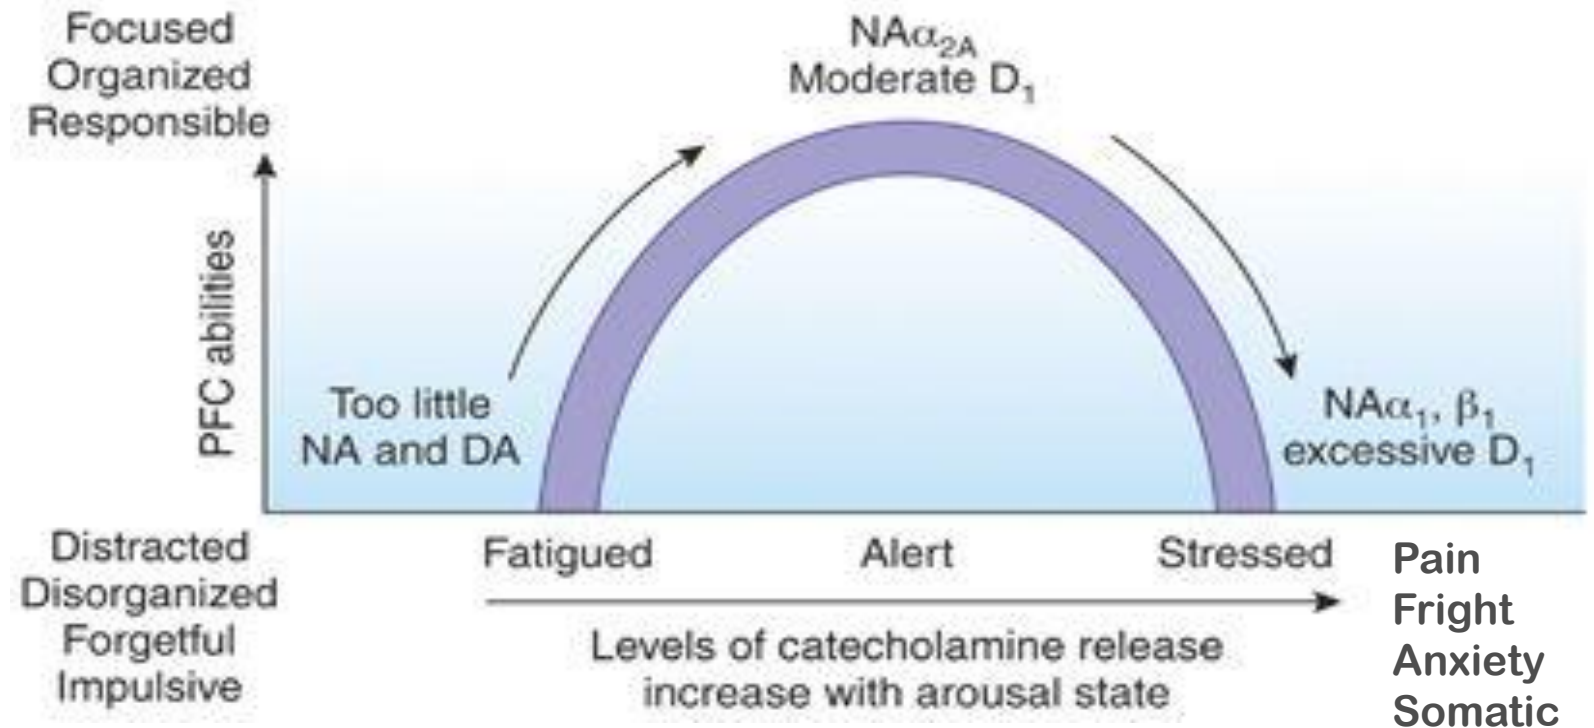 Focused
Organized
Responsible
NAα₂A
Moderate D₁
PFC abilities
Too little
NA and DA
NAα₁, β₁
excessive D₁
Distracted
Disorganized
Forgetful
Impulsive
Fatigued
Alert
Stressed
Levels of catecholamine release
increase with arousal state
Pain
Fright
Anxiety
Somatic